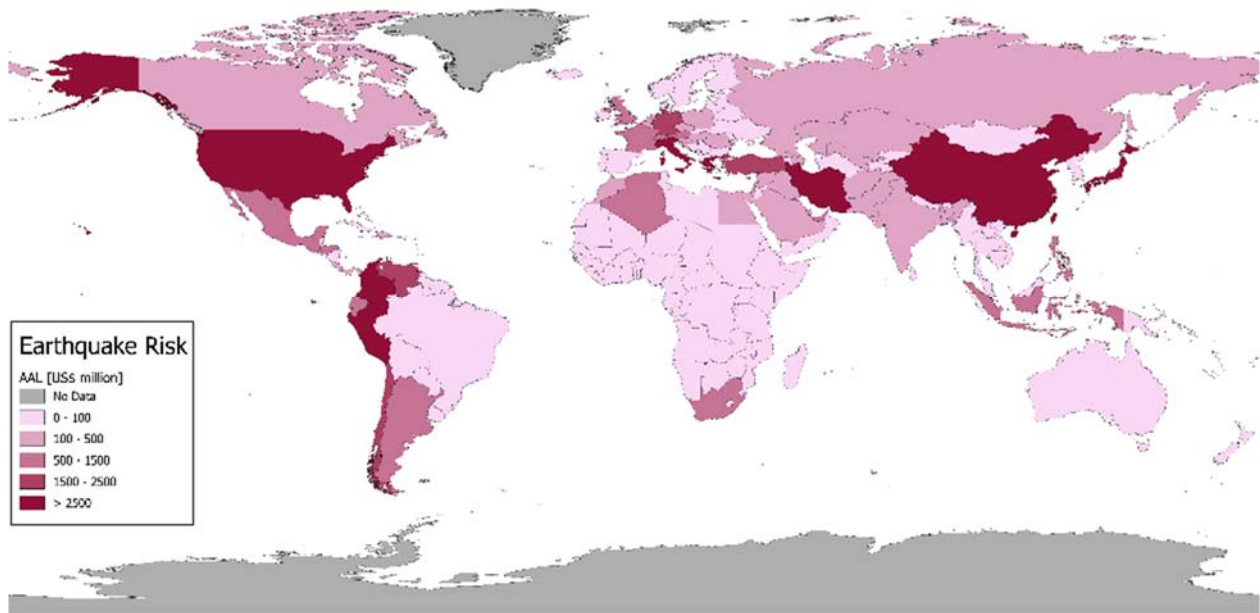 Earthquake Risk
AAL [US$ million]
No Data
0 - 100
100 - 500
500 - 1500
1500 - 2500
> 2500